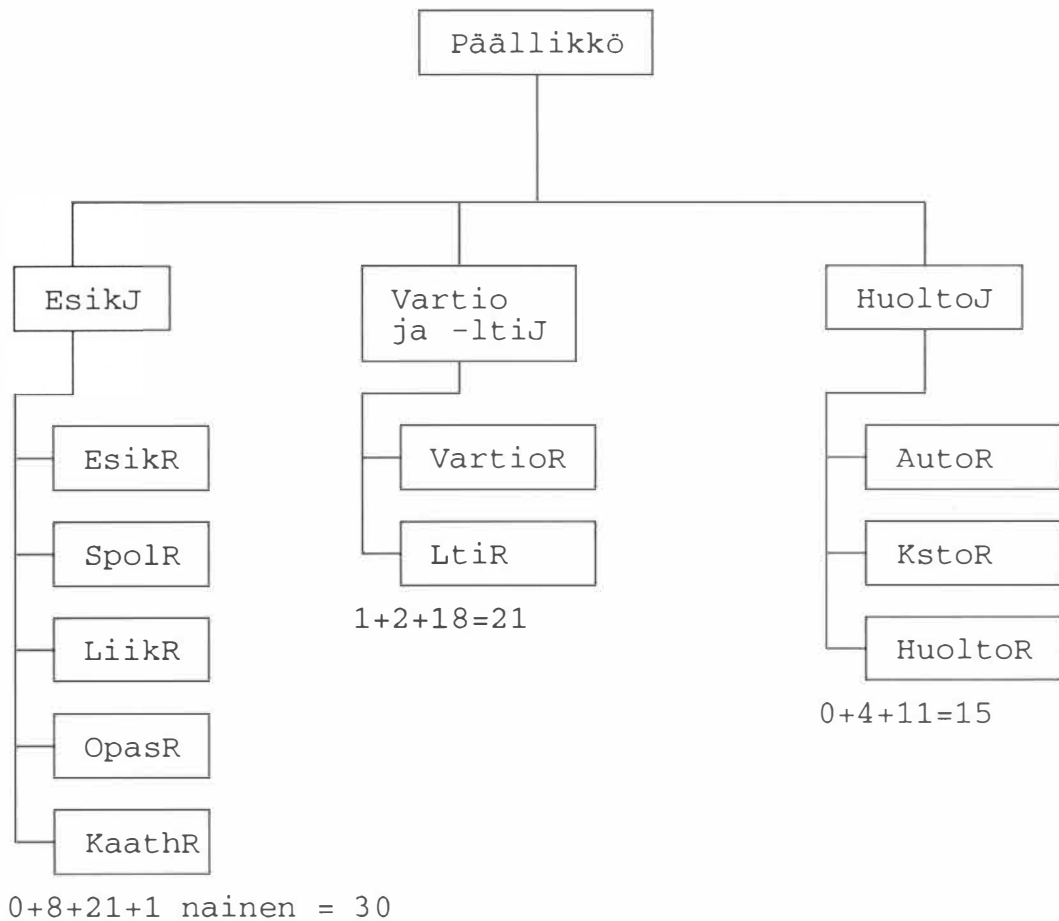 Päällikkö
EsikJ
EsikR
SpolR
LiikR
OpasR
KaathR
0+8+21+1 nainen = 30
Vartio
ja -ltiJ
VartioR
LtiR
1+2+18=21
HuoltoJ
AutoR
KstoR
HuoltoR
0+4+11=15